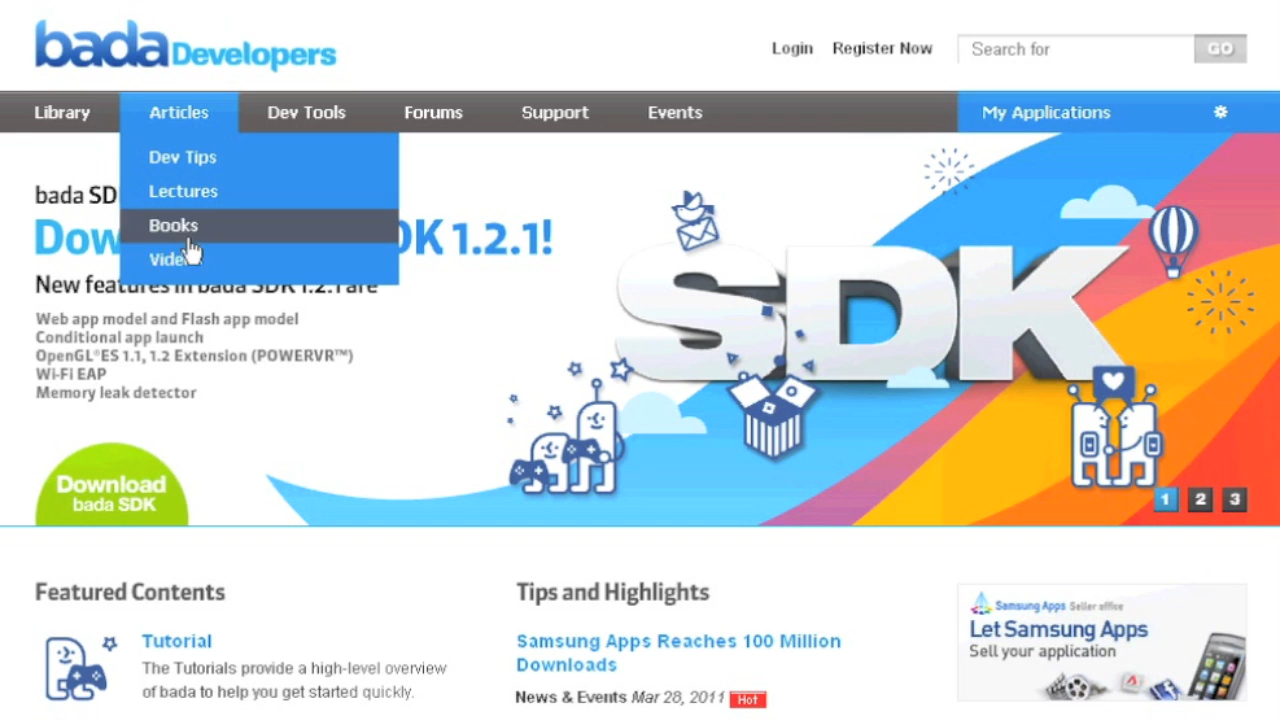 bada Developers
Login Register Now Search for GO
Library Articles Dev Tools Forums Support Events My Applications
Dev Tips
Lectures
Books
bada SD
Dow DK 1.2.1!
New features in bada SDK 1.2.1 are
Web app model and Flash app model
Conditional app launch
OpenGL®ES 1.1, 1.2 Extension (POWERVR™)
Wi-Fi EAP
Memory leak detector
SDK
Download
bada SDK
1 2 3
Featured Contents
Tutorial
The Tutorials provide a high-level overview
of bada to help you get started quickly.
Tips and Highlights
Samsung Apps Reaches 100 Million
Downloads
News & Events Mar 28, 2011 Hot
Samsung Apps Seller office
Let Samsung Apps
Sell your application